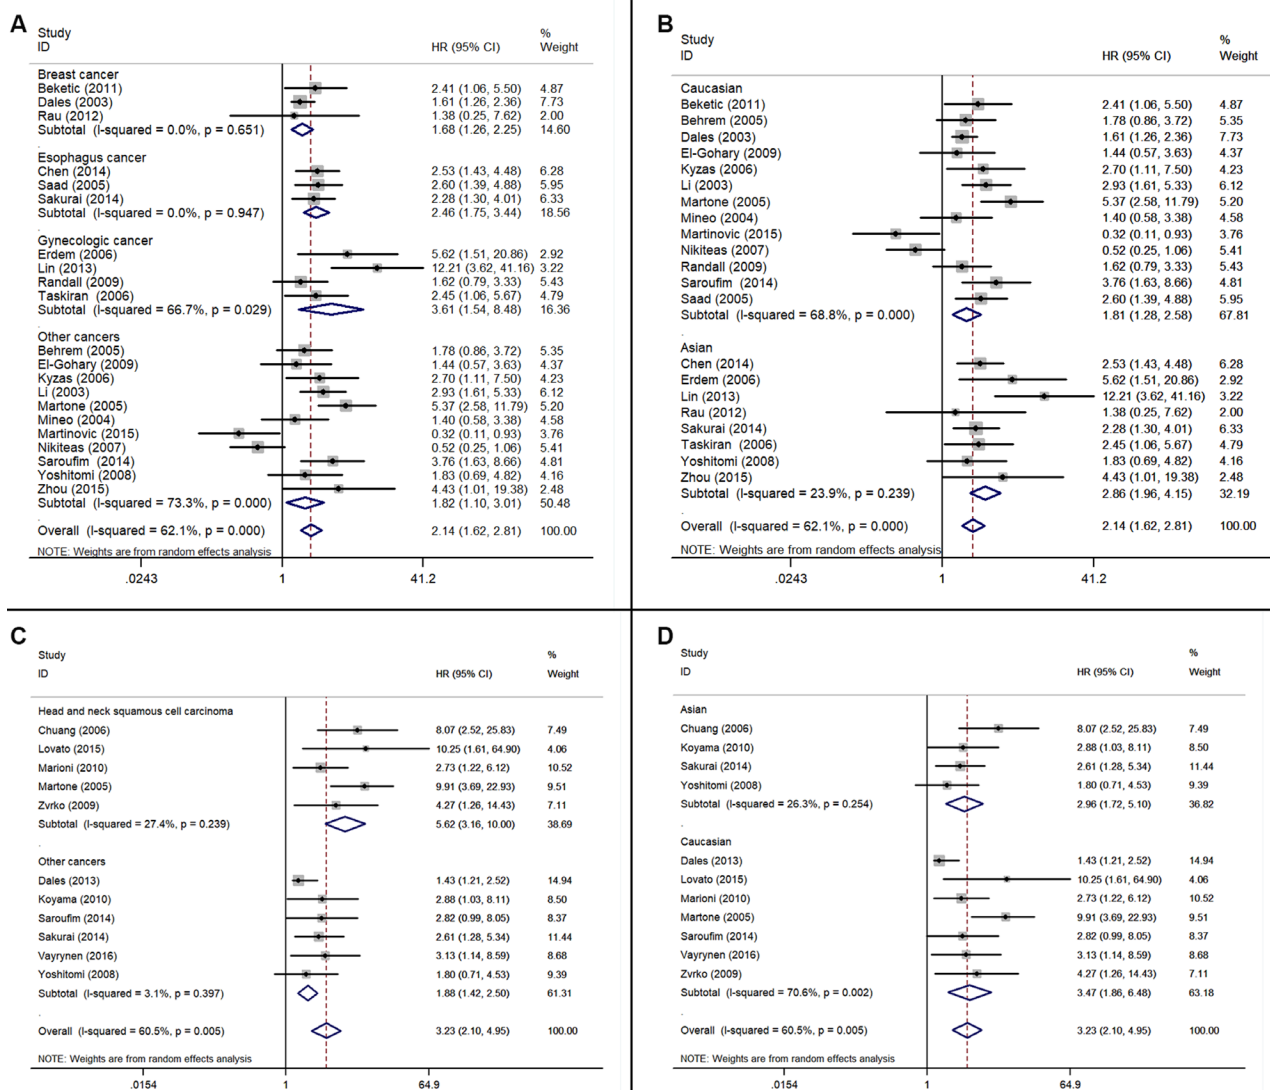 A
Study
ID HR (95% CI) % Weight
Breast cancer
Beketic (2011) 2.41 (1.06, 5.50) 4.87
Dales (2003) 1.61 (1.26, 2.36) 7.73
Rau (2012) 1.38 (0.25, 7.62) 2.00
Subtotal (I-squared = 0.0%, p = 0.651) 1.68 (1.26, 2.25) 14.60
.
Esophagus cancer
Chen (2014) 2.53 (1.43, 4.48) 6.28
Saad (2005) 2.60 (1.39, 4.88) 5.95
Sakurai (2014) 2.28 (1.30, 4.01) 6.33
Subtotal (I-squared = 0.0%, p = 0.947) 2.46 (1.75, 3.44) 18.56
.
Gynecologic cancer
Erdem (2006) 5.62 (1.51, 20.86) 2.92
Lin (2013) 12.21 (3.62, 41.16) 3.22
Randall (2009) 1.62 (0.79, 3.33) 5.43
Taskiran (2006) 2.45 (1.06, 5.67) 4.79
Subtotal (I-squared = 66.7%, p = 0.029) 3.61 (1.54, 8.48) 16.36
.
Other cancers
Behrem (2005) 1.78 (0.86, 3.72) 5.35
El-Gohary (2009) 1.44 (0.57, 3.63) 4.37
Kyzas (2006) 2.70 (1.11, 7.50) 4.23
Li (2003) 2.93 (1.61, 5.33) 6.12
Martone (2005) 5.37 (2.58, 11.79) 5.20
Mineo (2004) 1.40 (0.58, 3.38) 4.58
Martinovic (2015) 0.32 (0.11, 0.93) 3.76
Nikiteas (2007) 0.52 (0.25, 1.06) 5.41
Saroufim (2014) 3.76 (1.63, 8.66) 4.81
Yoshitomi (2008) 1.83 (0.69, 4.82) 4.16
Zhou (2015) 4.43 (1.01, 19.38) 2.48
Subtotal (I-squared = 73.3%, p = 0.000) 1.82 (1.10, 3.01) 50.48
.
Overall (I-squared = 62.1%, p = 0.000) 2.14 (1.62, 2.81) 100.00
NOTE: Weights are from random effects analysis
.0243 1 41.2
B
Study %
ID HR (95% CI) Weight
Caucasian
Beketic (2011) 2.41 (1.06, 5.50) 4.87
Behrem (2005) 1.78 (0.86, 3.72) 5.35
Dales (2003) 1.61 (1.26, 2.36) 7.73
El-Gohary (2009) 1.44 (0.57, 3.63) 4.37
Kyzas (2006) 2.70 (1.11, 7.50) 4.23
Li (2003) 2.93 (1.61, 5.33) 6.12
Martone (2005) 5.37 (2.58, 11.79) 5.20
Mineo (2004) 1.40 (0.58, 3.38) 4.58
Martinovic (2015) 0.32 (0.11, 0.93) 3.76
Nikiteas (2007) 0.52 (0.25, 1.06) 5.41
Randall (2009) 1.62 (0.79, 3.33) 5.43
Saroufim (2014) 3.76 (1.63, 8.66) 4.81
Saad (2005) 2.60 (1.39, 4.88) 5.95
Subtotal (I-squared = 68.8%, p = 0.000) 1.81 (1.28, 2.58) 67.81
.
Asian
Chen (2014) 2.53 (1.43, 4.48) 6.28
Erdem (2006) 5.62 (1.51, 20.86) 2.92
Lin (2013) 12.21 (3.62, 41.16) 3.22
Rau (2012) 1.38 (0.25, 7.62) 2.00
Sakurai (2014) 2.28 (1.30, 4.01) 6.33
Taskiran (2006) 2.45 (1.06, 5.67) 4.79
Yoshitomi (2008) 1.83 (0.69, 4.82) 4.16
Zhou (2015) 4.43 (1.01, 19.38) 2.48
Subtotal (I-squared = 23.9%, p = 0.239) 2.86 (1.96, 4.15) 32.19
.
Overall (I-squared = 62.1%, p = 0.000) 2.14 (1.62, 2.81) 100.00
NOTE: Weights are from random effects analysis
.0243 1 41.2
C
Study %
ID HR (95% CI) Weight
Head and neck squamous cell carcinoma
Chuang (2006) 8.07 (2.52, 25.83) 7.49
Lovato (2015) 10.25 (1.61, 64.90) 4.06
Marioni (2010) 2.73 (1.22, 6.12) 10.52
Martone (2005) 9.91 (3.69, 22.93) 9.51
Zvrko (2009) 4.27 (1.26, 14.43) 7.11
Subtotal (I-squared = 27.4%, p = 0.239) 5.62 (3.16, 10.00) 38.69
.
Other cancers
Dales (2013) 1.43 (1.21, 2.52) 14.94
Koyama (2010) 2.88 (1.03, 8.11) 8.50
Saroufim (2014) 2.82 (0.99, 8.05) 8.37
Sakurai (2014) 2.61 (1.28, 5.34) 11.44
Vayrynen (2016) 3.13 (1.14, 8.59) 8.68
Yoshitomi (2008) 1.80 (0.71, 4.53) 9.39
Subtotal (I-squared = 3.1%, p = 0.397) 1.88 (1.42, 2.50) 61.31
.
Overall (I-squared = 60.5%, p = 0.005) 3.23 (2.10, 4.95) 100.00
NOTE: Weights are from random effects analysis
.0154 1 64.9
D
Study %
ID HR (95% CI) Weight
Asian
Chuang (2006) 8.07 (2.52, 25.83) 7.49
Koyama (2010) 2.88 (1.03, 8.11) 8.50
Sakurai (2014) 2.61 (1.28, 5.34) 11.44
Yoshitomi (2008) 1.80 (0.71, 4.53) 9.39
Subtotal (I-squared = 26.3%, p = 0.254) 2.96 (1.72, 5.10) 36.82
.
Caucasian
Dales (2013) 1.43 (1.21, 2.52) 14.94
Lovato (2015) 10.25 (1.61, 64.90) 4.06
Marioni (2010) 2.73 (1.22, 6.12) 10.52
Martone (2005) 9.91 (3.69, 22.93) 9.51
Saroufim (2014) 2.82 (0.99, 8.05) 8.37
Vayrynen (2016) 3.13 (1.14, 8.59) 8.68
Zvrko (2009) 4.27 (1.26, 14.43) 7.11
Subtotal (I-squared = 70.6%, p = 0.002) 3.47 (1.86, 6.48) 63.18
.
Overall (I-squared = 60.5%, p = 0.005) 3.23 (2.10, 4.95) 100.00
NOTE: Weights are from random effects analysis
.0154 1 64.9